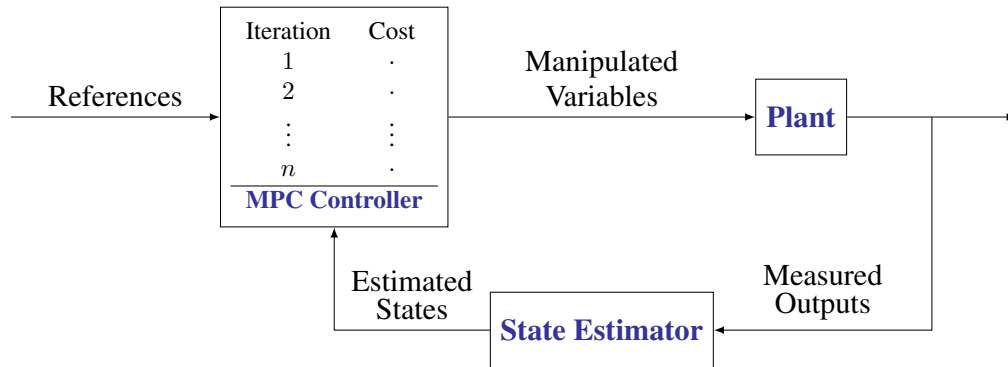 Iteration Cost
1 ·
2 ·
⋮ ⋮
n ·
MPC Controller
References
Manipulated
Variables
Plant
Estimated
States
State Estimator
Measured
Outputs